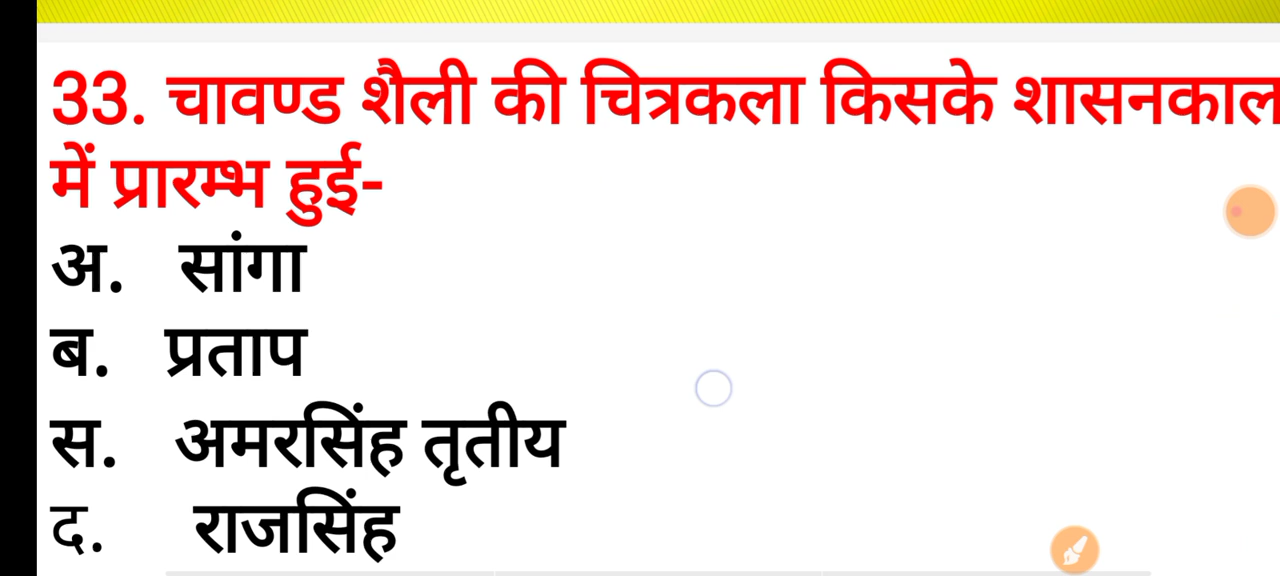 33. चावण्ड शैली की चित्रकला किसके शासनकाल
में प्रारम्भ हुई-
अ. सांगा
ब. प्रताप
स. अमरसिंह तृतीय
द. राजसिंह